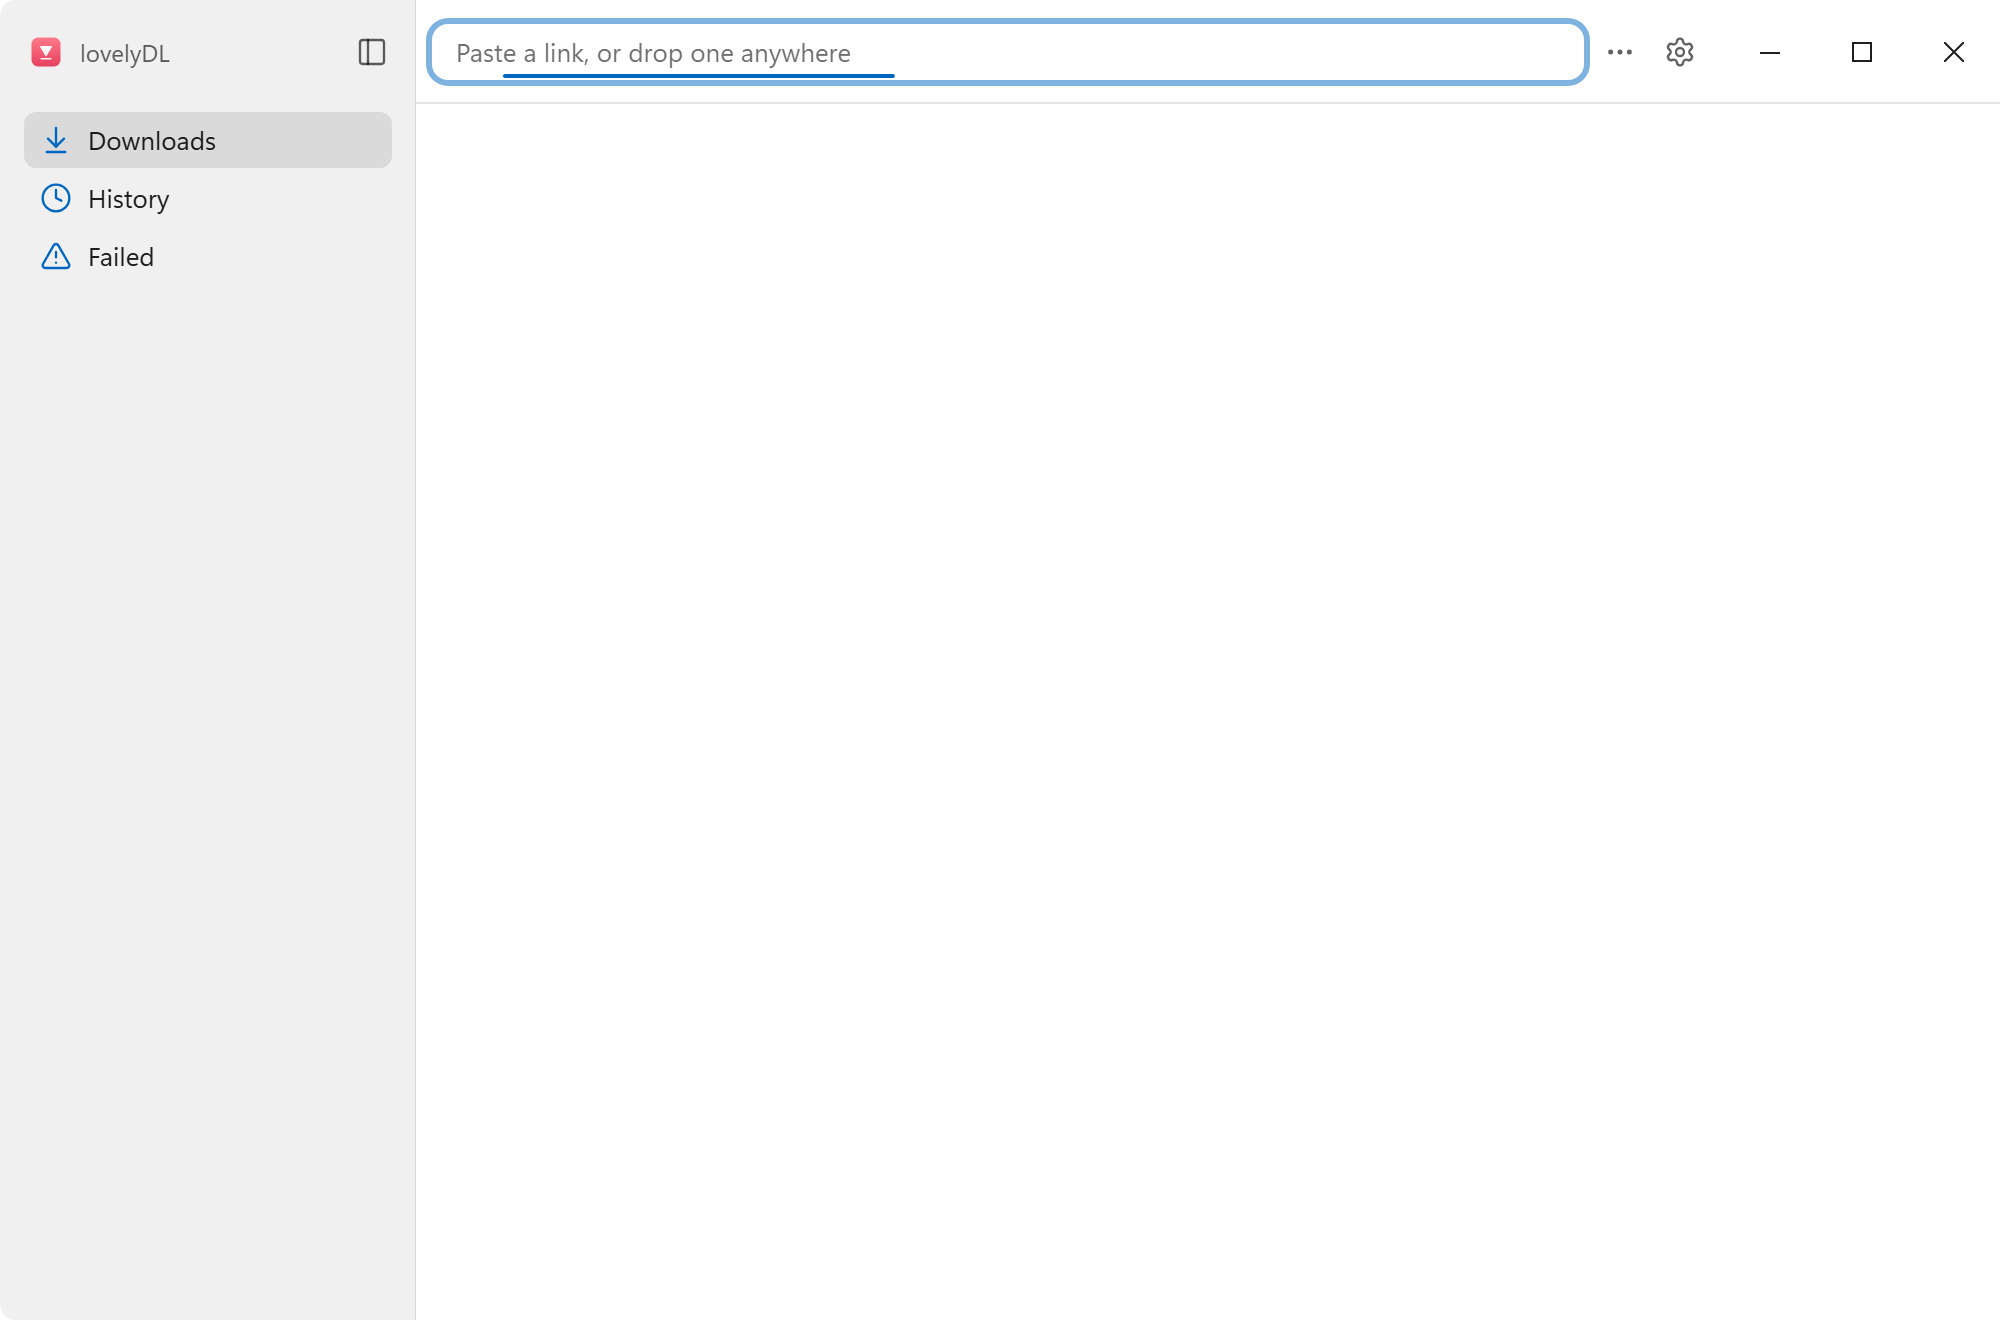 lovelyDL
Paste a link, or drop one anywhere
Downloads
History
Failed